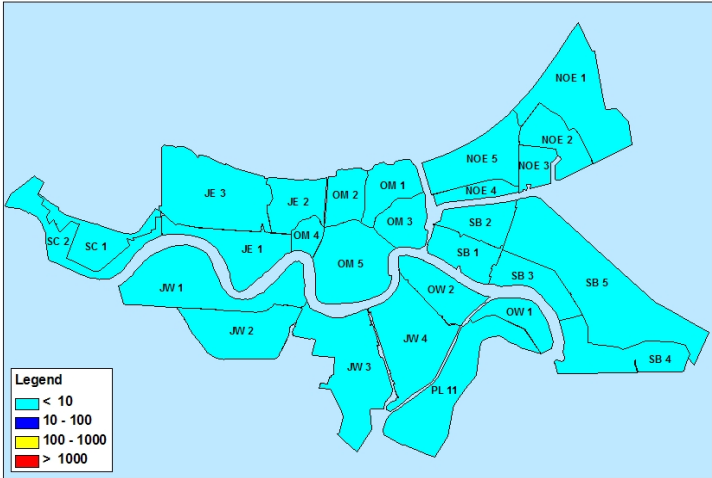 NOE 1
NOE 2
NOE 5
NOE 3
NOE 4
JE 3
JE 2
OM 2
OM 1
OM 3
OM 4
SB 2
SC 2
SC 1
JE 1
SB 1
OM 5
SB 3
SB 5
JW 1
OW 2
OW 1
JW 2
JW 4
SB 4
JW 3
PL 11
Legend
< 10
10 - 100
100 - 1000
> 1000